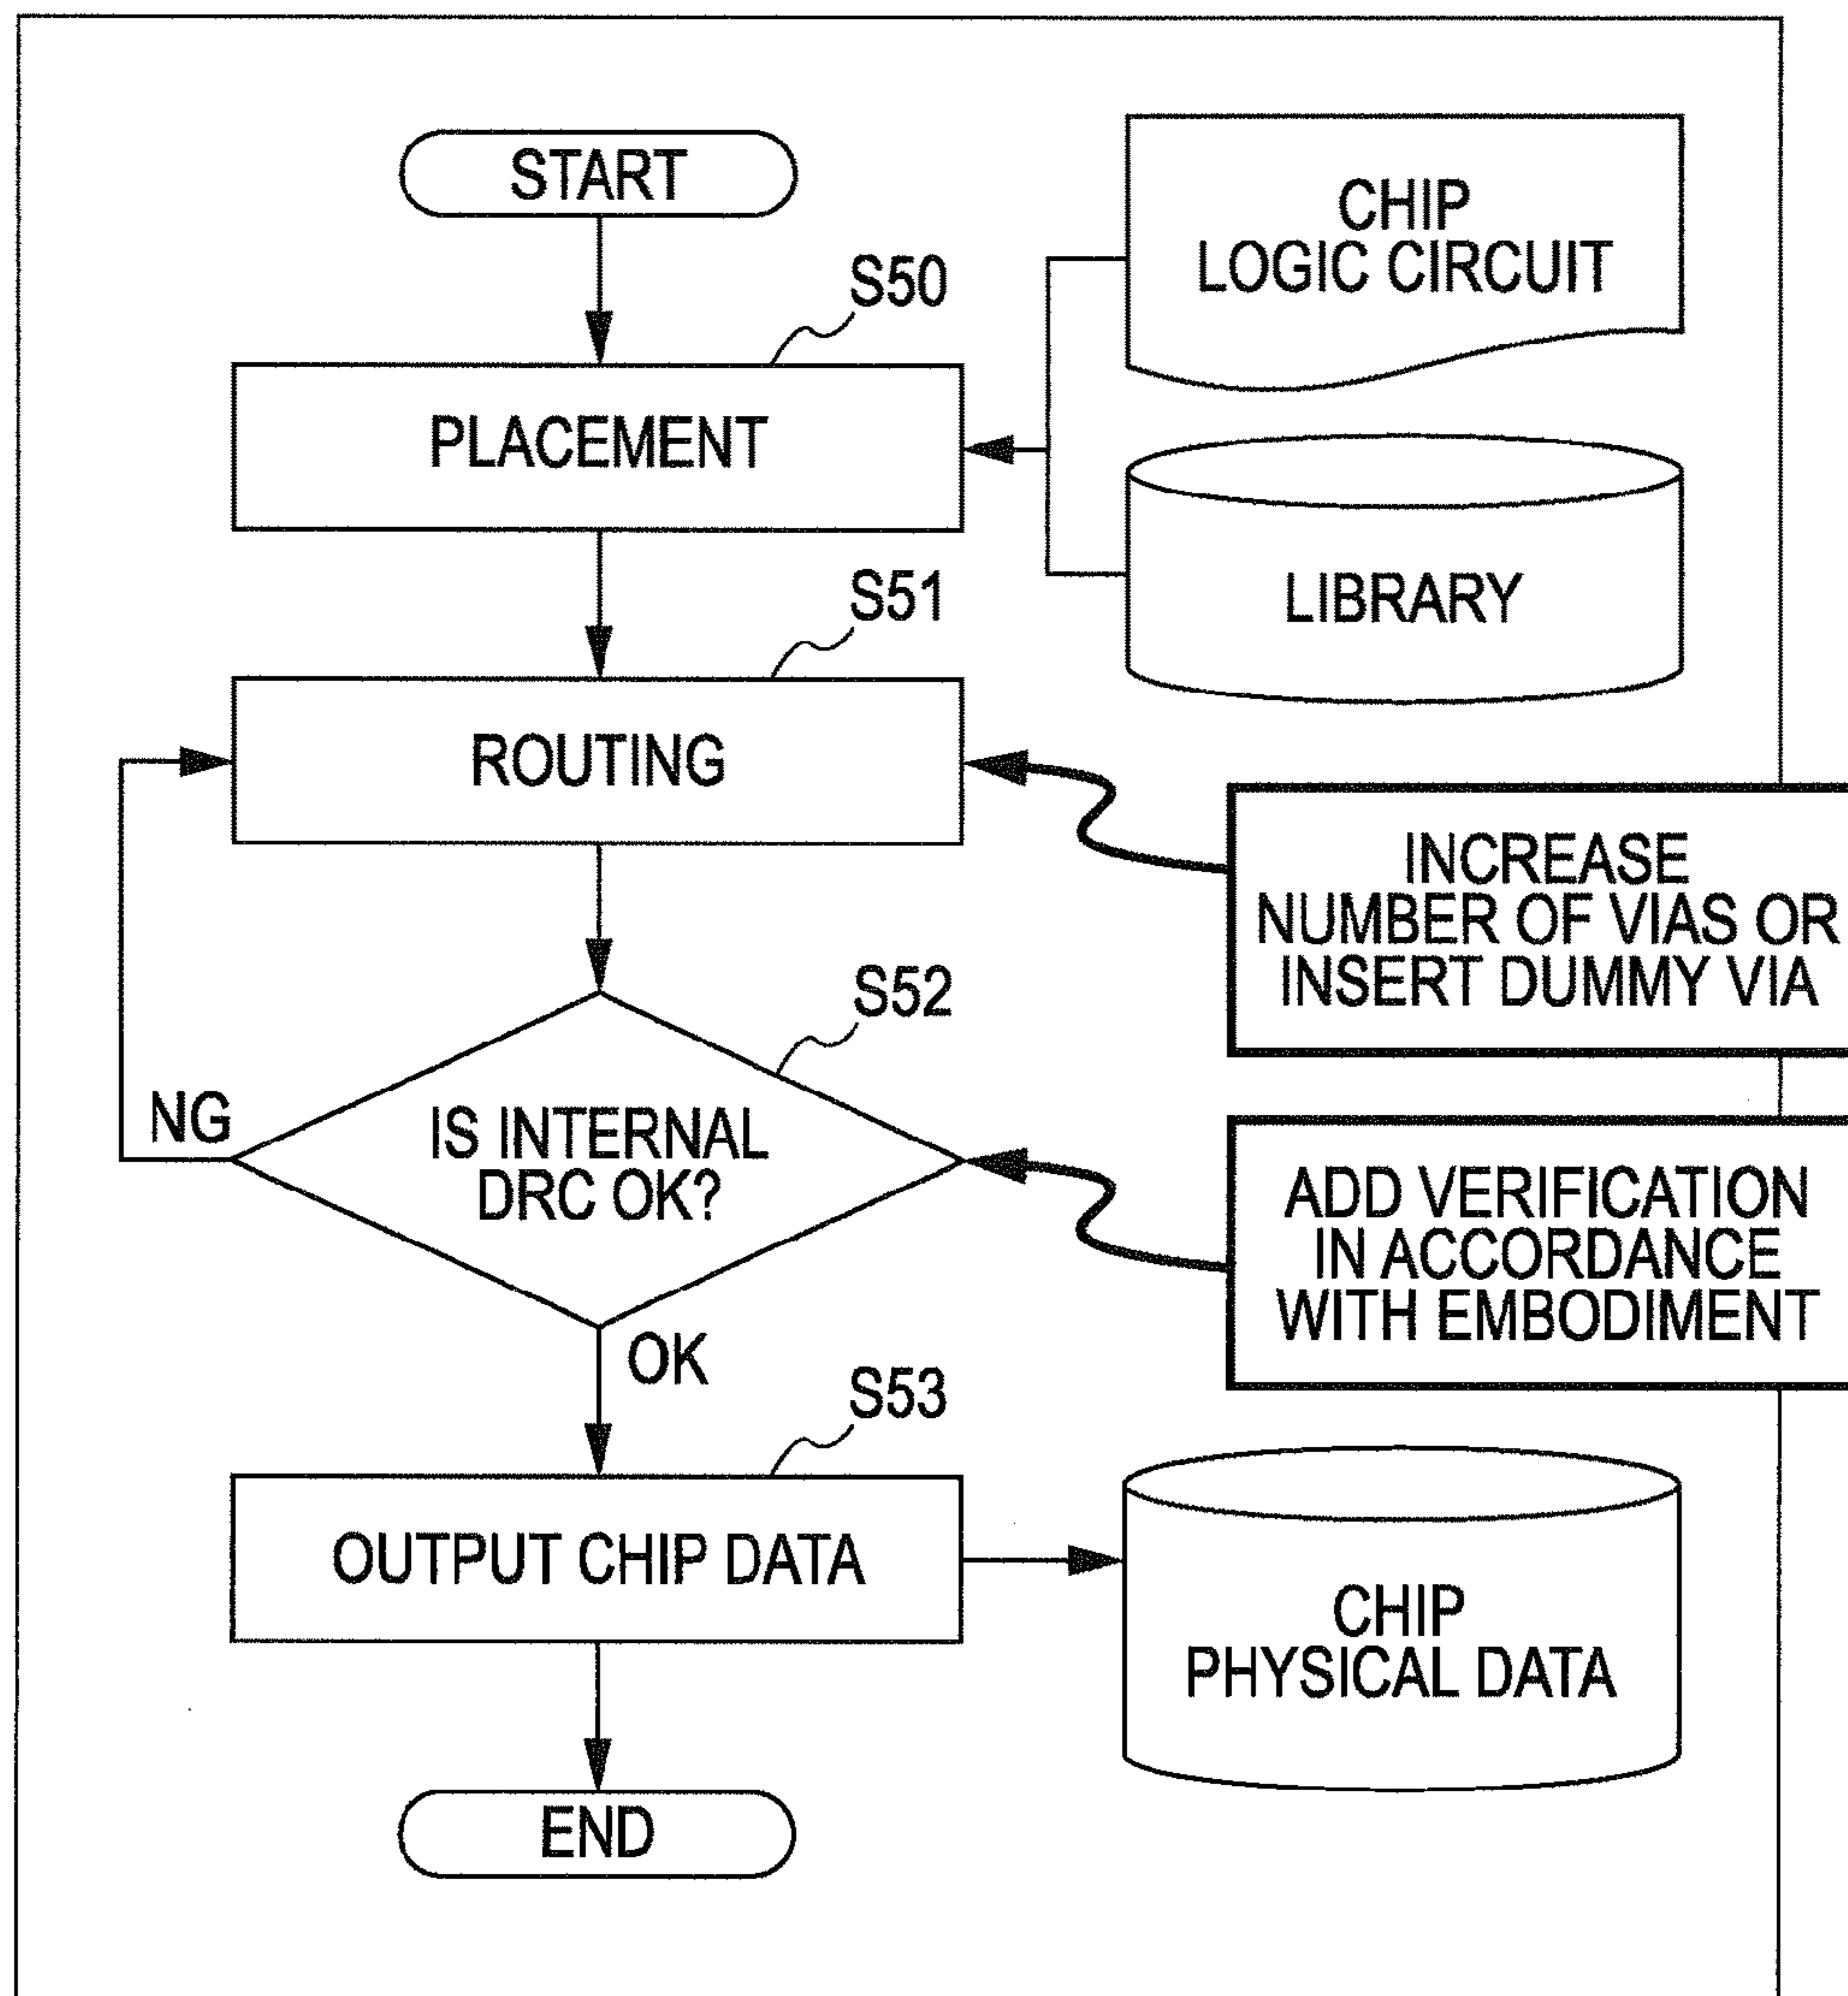 START
CHIP
LOGIC CIRCUIT
S50
PLACEMENT
LIBRARY
S51
ROUTING
INCREASE
NUMBER OF VIAS OR
INSERT DUMMY VIA
S52
NG
IS INTERNAL
DRC OK?
ADD VERIFICATION
IN ACCORDANCE
WITH EMBODIMENT
OK
S53
OUTPUT CHIP DATA
CHIP
PHYSICAL DATA
END